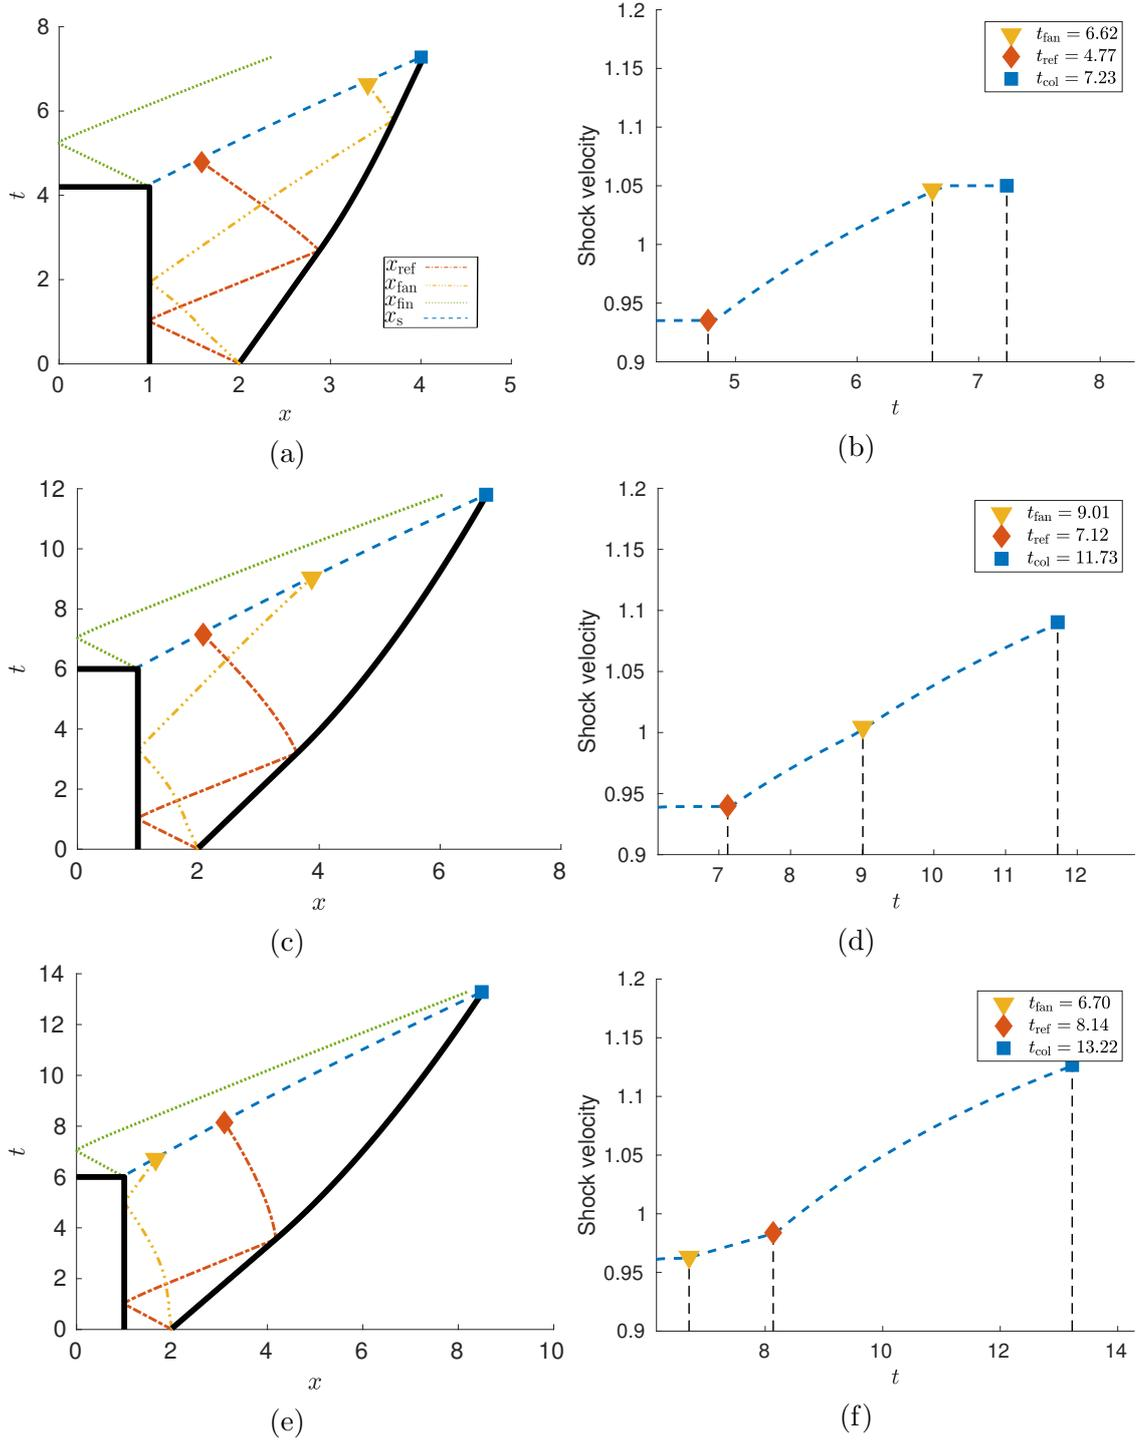 8
6
4
2
0
t
0 1 2 3 4 5
x
x_ref
x_fan
x_fin
x_s
(a)
1.2
1.15
1.1
1.05
1
0.95
0.9
Shock velocity
t_fan = 6.62
t_ref = 4.77
t_col = 7.23
5 6 7 8
t
(b)
12
10
8
6
4
2
0
t
0 2 4 6 8
x
(c)
1.2
1.15
1.1
1.05
1
0.95
0.9
Shock velocity
t_fan = 9.01
t_ref = 7.12
t_col = 11.73
7 8 9 10 11 12
t
(d)
14
12
10
8
6
4
2
0
t
0 2 4 6 8 10
x
(e)
1.2
1.15
1.1
1.05
1
0.95
0.9
Shock velocity
t_fan = 6.70
t_ref = 8.14
t_col = 13.22
8 10 12 14
t
(f)